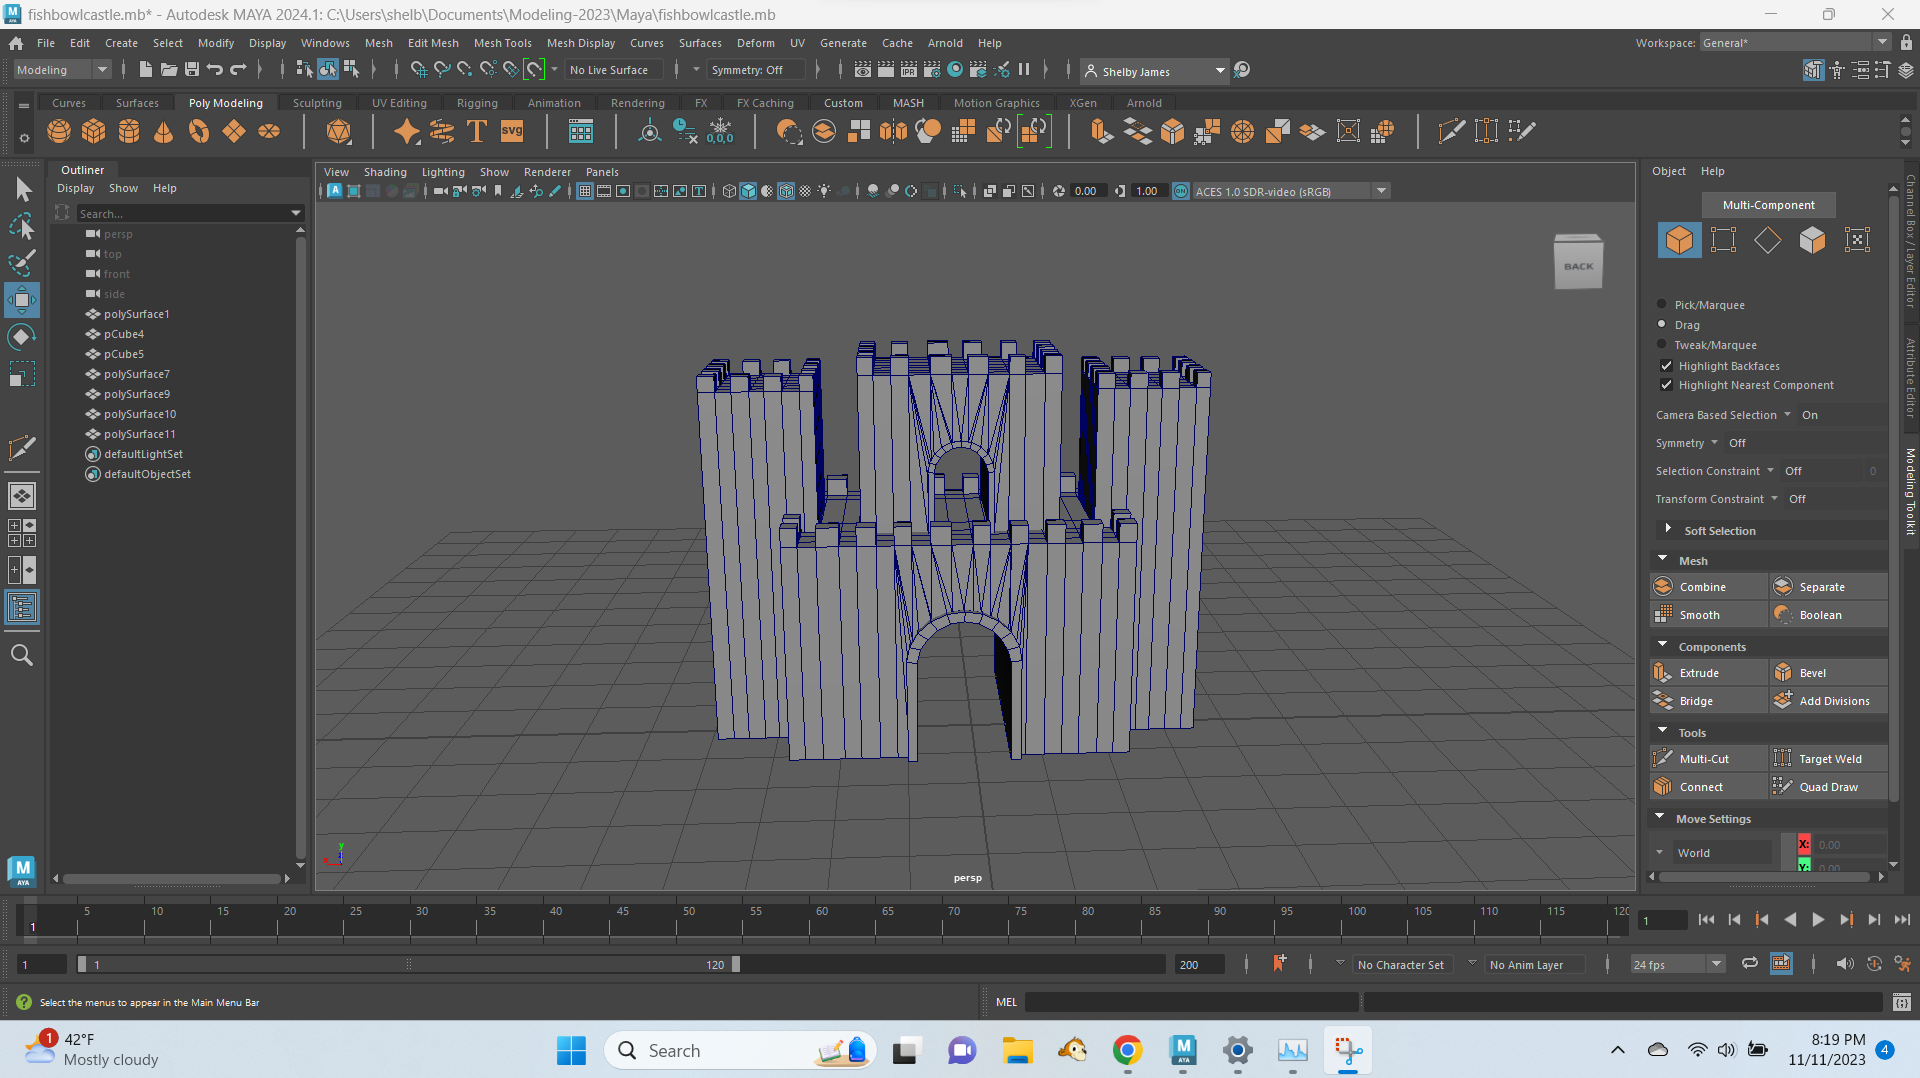 fishbowlcastle.mb* - Autodesk MAYA 2024.1: C:\Users\shelb\Documents\Modeling-2023\Maya\fishbowlcastle.mb
File Edit Create Select Modify Display Windows Mesh Edit Mesh Mesh Tools Mesh Display Curves Surfaces Deform UV Generate Cache Arnold Help
Workspace: General*
Modeling
No Live Surface
Symmetry: Off
IPR
Shelby James
Curves Surfaces Poly Modeling Sculpting UV Editing Rigging Animation Rendering FX FX Caching Custom MASH Motion Graphics XGen Arnold
T SVG
0,0,0
Outliner
Display Show Help
Search...
persp
top
front
side
polySurface1
pCube4
pCube5
polySurface7
polySurface9
polySurface10
polySurface11
defaultLightSet
defaultObjectSet
View Shading Lighting Show Renderer Panels
0.00
1.00
ON
ACES 1.0 SDR-video (sRGB)
BACK
y
x
persp
Object Help
Multi-Component
Pick/Marquee
Drag
Tweak/Marquee
Highlight Backfaces
Highlight Nearest Component
Camera Based Selection On
Symmetry Off
Selection Constraint Off 0
Transform Constraint Off
Soft Selection
Mesh
Combine Separate
Smooth Boolean
Components
Extrude Bevel
Bridge Add Divisions
Tools
Multi-Cut Target Weld
Connect Quad Draw
Move Settings
World
X: 0.00
Y: 0.00
Channel Box / Layer Editor
Attribute Editor
Modeling Toolkit
M
AYA
5 10 15 20 25 30 35 40 45 50 55 60 65 70 75 80 85 90 95 100 105 110 115 120
1
1
1
1
120
200
No Character Set
No Anim Layer
24 fps
Select the menus to appear in the Main Menu Bar
MEL
1
42°F
Mostly cloudy
Search
M
AYA
8:19 PM
11/11/2023
4